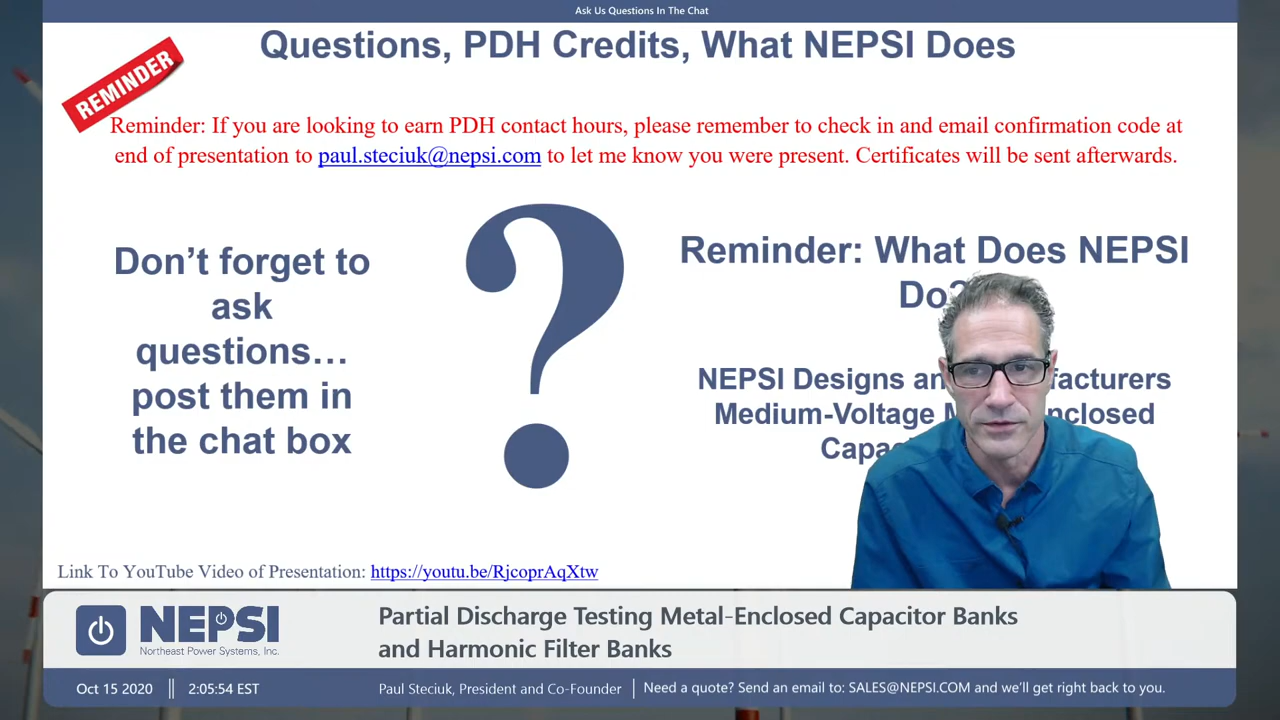 Ask Us Questions In The Chat
Questions, PDH Credits, What NEPSI Does
REMINDER
Reminder: If you are looking to earn PDH contact hours, please remember to check in and email confirmation code at
end of presentation to paul.steciuk@nepsi.com to let me know you were present. Certificates will be sent afterwards.
Don’t forget to
ask
questions…
post them in
the chat box
?
Reminder: What Does NEPSI
Do?
NEPSI Designs an facturers
Medium-Voltage M nclosed
Capac
Link To YouTube Video of Presentation: https://youtu.be/RjcoprAqXtw
NEPSI
Northeast Power Systems, Inc.
Partial Discharge Testing Metal-Enclosed Capacitor Banks
and Harmonic Filter Banks
Oct 15 2020 2:05:54 EST Paul Steciuk, President and Co-Founder Need a quote? Send an email to: SALES@NEPSI.COM and we’ll get right back to you.